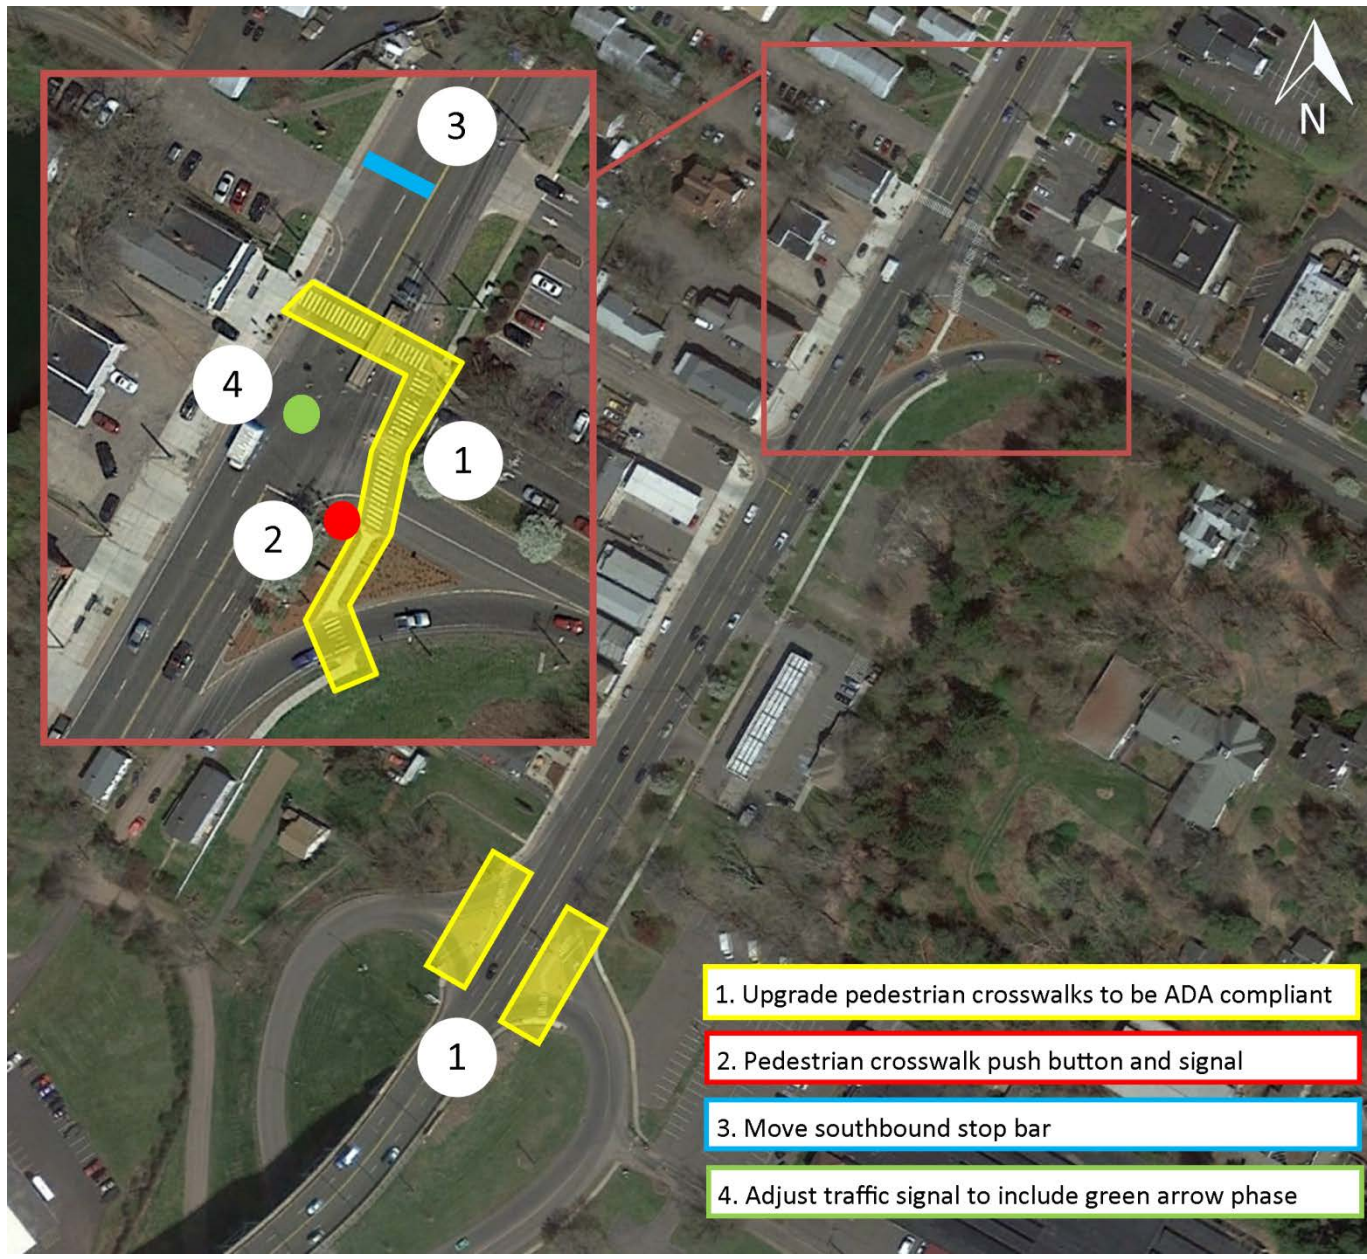 N
3
4
1
2
1
1. Upgrade pedestrian crosswalks to be ADA compliant
2. Pedestrian crosswalk push button and signal
3. Move southbound stop bar
4. Adjust traffic signal to include green arrow phase